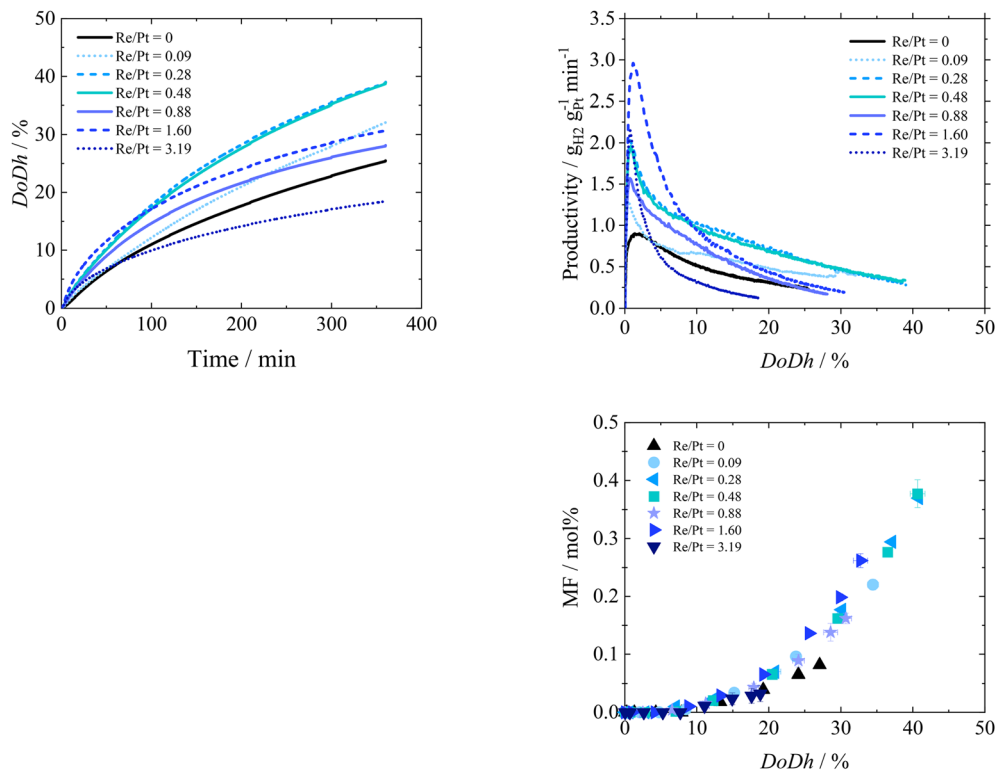 50
40
30
20
10
0
DoDh / %
Re/Pt = 0
Re/Pt = 0.09
Re/Pt = 0.28
Re/Pt = 0.48
Re/Pt = 0.88
Re/Pt = 1.60
Re/Pt = 3.19
0 100 200 300 400
Time / min
3.5
3.0
2.5
2.0
1.5
1.0
0.5
0.0
Productivity / g_H2 g_Pt^-1 min^-1
Re/Pt = 0
Re/Pt = 0.09
Re/Pt = 0.28
Re/Pt = 0.48
Re/Pt = 0.88
Re/Pt = 1.60
Re/Pt = 3.19
0 10 20 30 40 50
DoDh / %
0.5
0.4
0.3
0.2
0.1
0.0
MF / mol%
Re/Pt = 0
Re/Pt = 0.09
Re/Pt = 0.28
Re/Pt = 0.48
Re/Pt = 0.88
Re/Pt = 1.60
Re/Pt = 3.19
0 10 20 30 40 50
DoDh / %